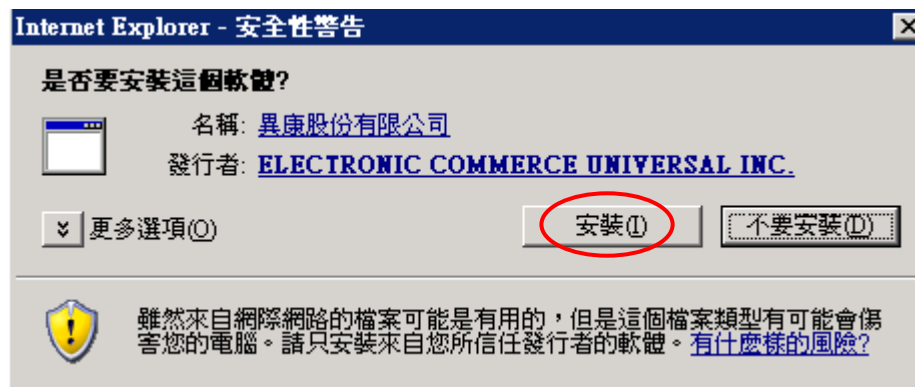 Internet Explorer - 安全性警告
是否要安裝這個軟體?
名稱: 異康股份有限公司
發行者: ELECTRONIC COMMERCE UNIVERSAL INC.
更多選項(O)
安裝(I)
不要安裝(D)
雖然來自網際網路的檔案可能是有用的，但是這個檔案類型有可能會傷
害您的電腦。請只安裝來自您所信任發行者的軟體。有什麼樣的風險?